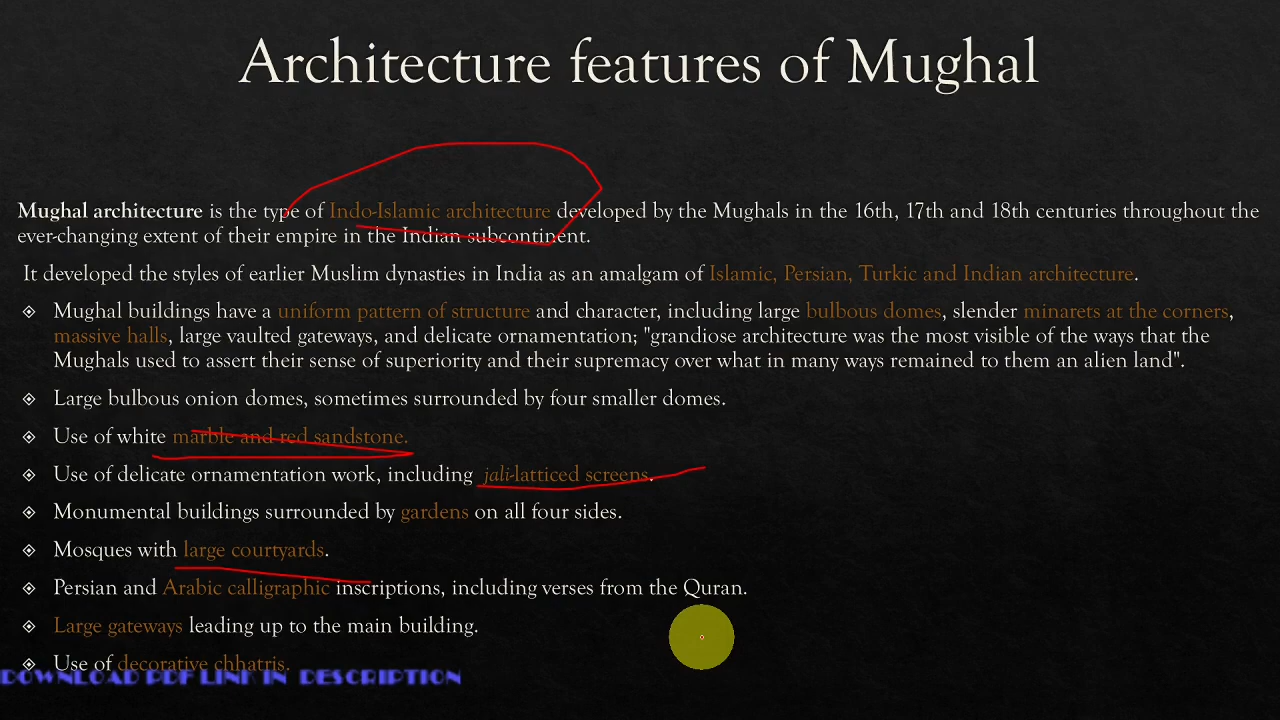 Architecture features of Mughal
Mughal architecture is the type of Indo-Islamic architecture developed by the Mughals in the 16th, 17th and 18th centuries throughout the
ever-changing extent of their empire in the Indian subcontinent.
It developed the styles of earlier Muslim dynasties in India as an amalgam of Islamic, Persian, Turkic and Indian architecture.
Mughal buildings have a uniform pattern of structure and character, including large bulbous domes, slender minarets at the corners,
massive halls, large vaulted gateways, and delicate ornamentation; "grandiose architecture was the most visible of the ways that the
Mughals used to assert their sense of superiority and their supremacy over what in many ways remained to them an alien land".
Large bulbous onion domes, sometimes surrounded by four smaller domes.
Use of white marble and red sandstone.
Use of delicate ornamentation work, including jali-latticed screens.
Monumental buildings surrounded by gardens on all four sides.
Mosques with large courtyards.
Persian and Arabic calligraphic inscriptions, including verses from the Quran.
Large gateways leading up to the main building.
Use of decorative chhatris.
DOWNLOAD PDF LINK IN DESCRIPTION